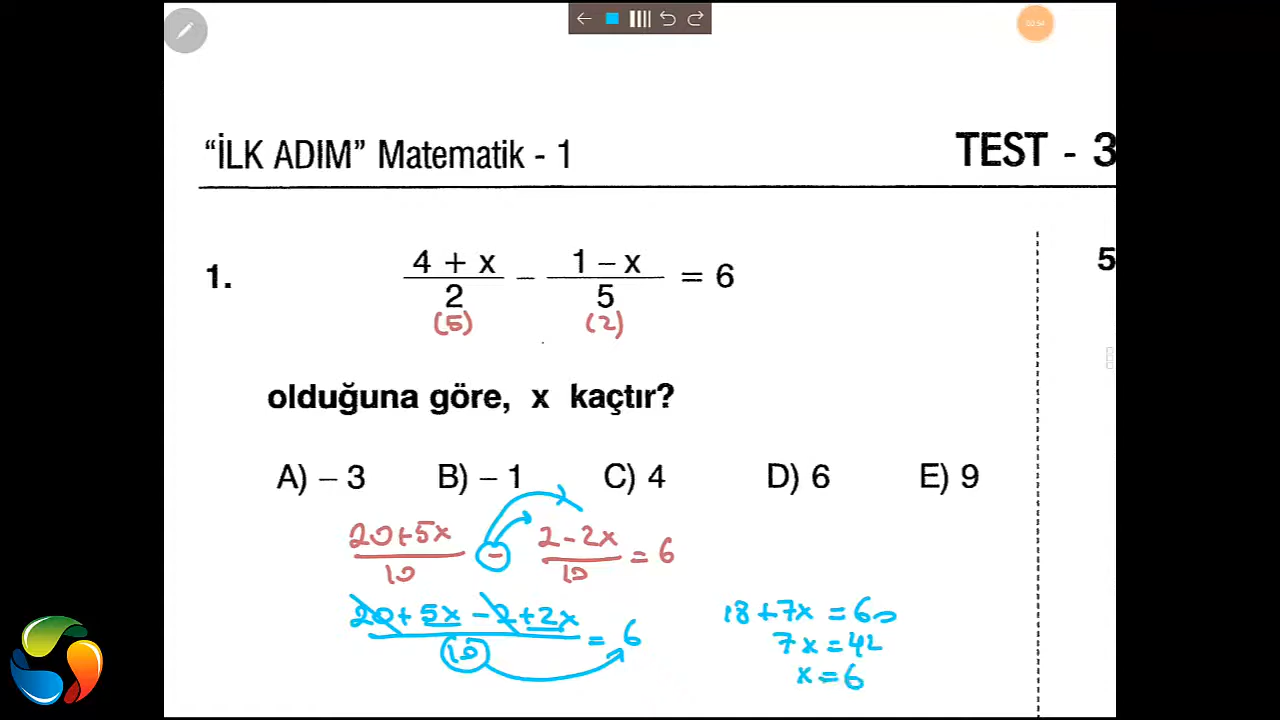 00:54
“İLK ADIM” Matematik - 1
TEST - 3
1. (4 + x)/2 – (1 – x)/5 = 6
(5) (2)
5
olduğuna göre, x kaçtır?
A) – 3 B) – 1 C) 4 D) 6 E) 9
(20+5x)/10 - (2-2x)/10 = 6
(20+5x-2+2x)/10 = 6
18+7x=60
7x=42
x=6